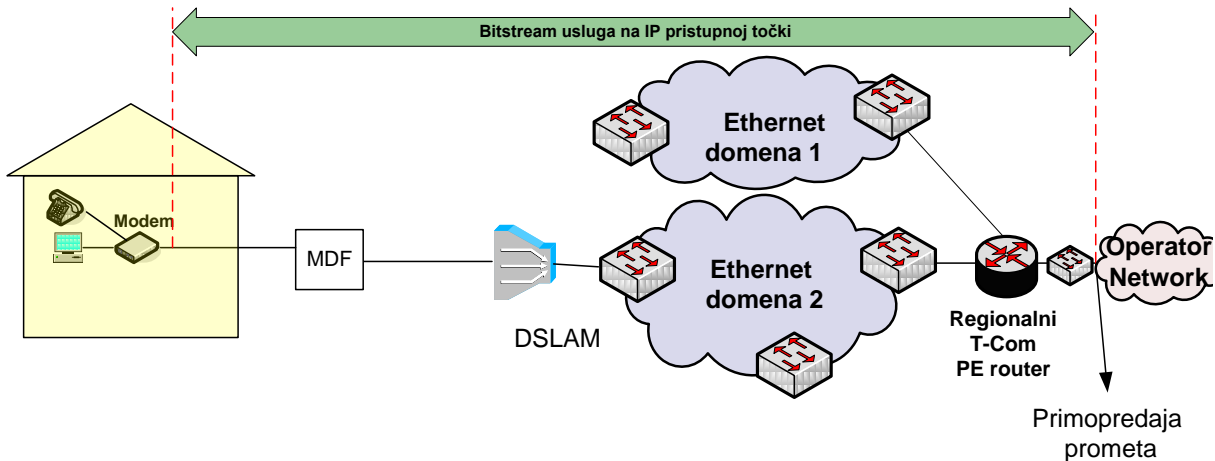 Bitstream usluga na IP pristupnoj točki
Ethernet
domena 1
Modem
MDF
DSLAM
Ethernet
domena 2
Regionalni
T-Com
PE router
Operator
Network
Primopredaja
prometa